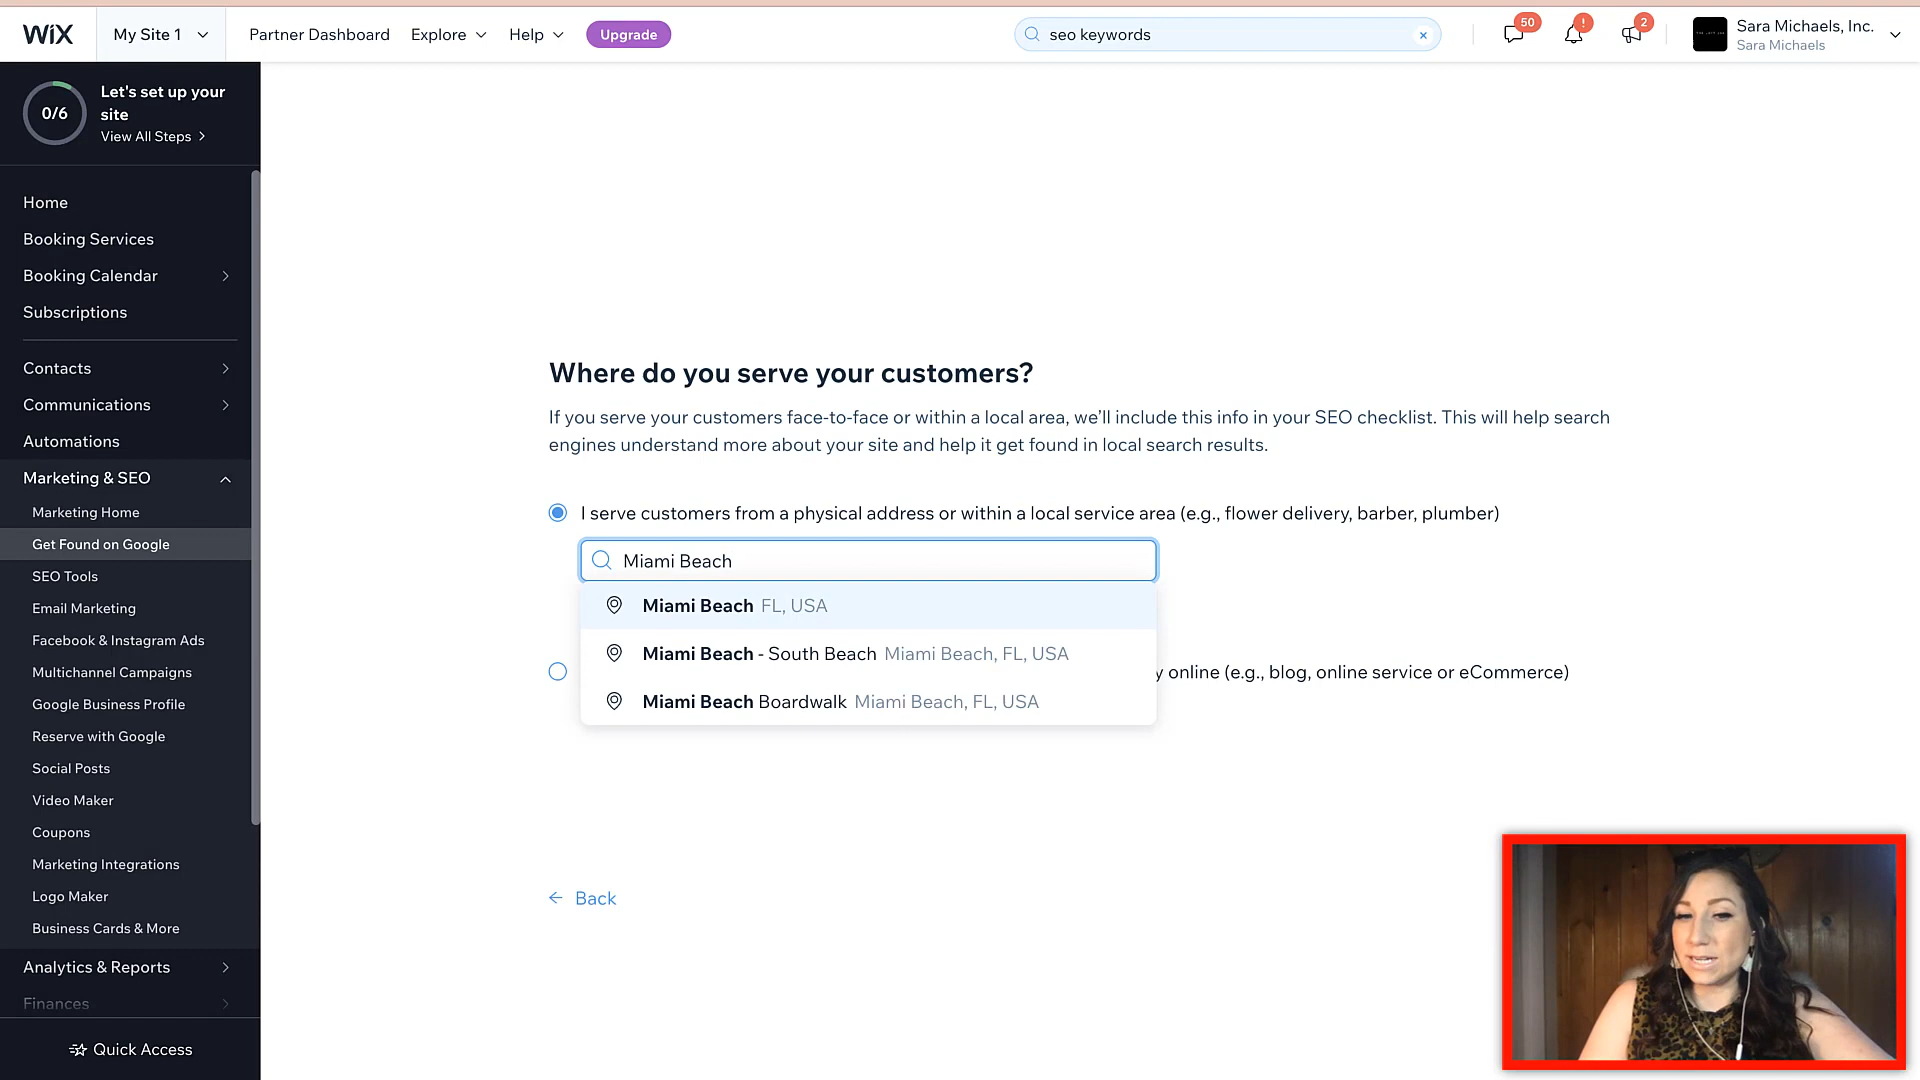 WiX
My Site 1
Partner Dashboard
Explore
Help
Upgrade
seo keywords
50
!
2
Sara Michaels, Inc.
Sara Michaels
0/6
Let's set up your
site
View All Steps
Home
Booking Services
Booking Calendar
Subscriptions
Contacts
Communications
Automations
Marketing & SEO
Marketing Home
Get Found on Google
SEO Tools
Email Marketing
Facebook & Instagram Ads
Multichannel Campaigns
Google Business Profile
Reserve with Google
Social Posts
Video Maker
Coupons
Marketing Integrations
Logo Maker
Business Cards & More
Analytics & Reports
Finances
Quick Access
Where do you serve your customers?
If you serve your customers face-to-face or within a local area, we’ll include this info in your SEO checklist. This will help search
engines understand more about your site and help it get found in local search results.
I serve customers from a physical address or within a local service area (e.g., flower delivery, barber, plumber)
Miami Beach
Miami Beach FL, USA
Miami Beach - South Beach Miami Beach, FL, USA
y online (e.g., blog, online service or eCommerce)
Miami Beach Boardwalk Miami Beach, FL, USA
Back